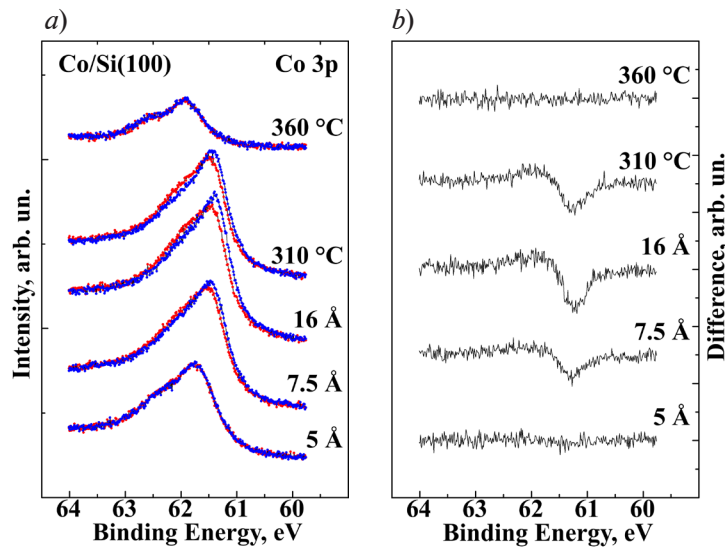 a)
Co/Si(100) Co 3p
360 °C
310 °C
16 Å
7.5 Å
5 Å
Intensity, arb. un.
64 63 62 61 60
Binding Energy, eV
b)
360 °C
310 °C
16 Å
7.5 Å
5 Å
Difference, arb. un.
64 63 62 61 60
Binding Energy, eV